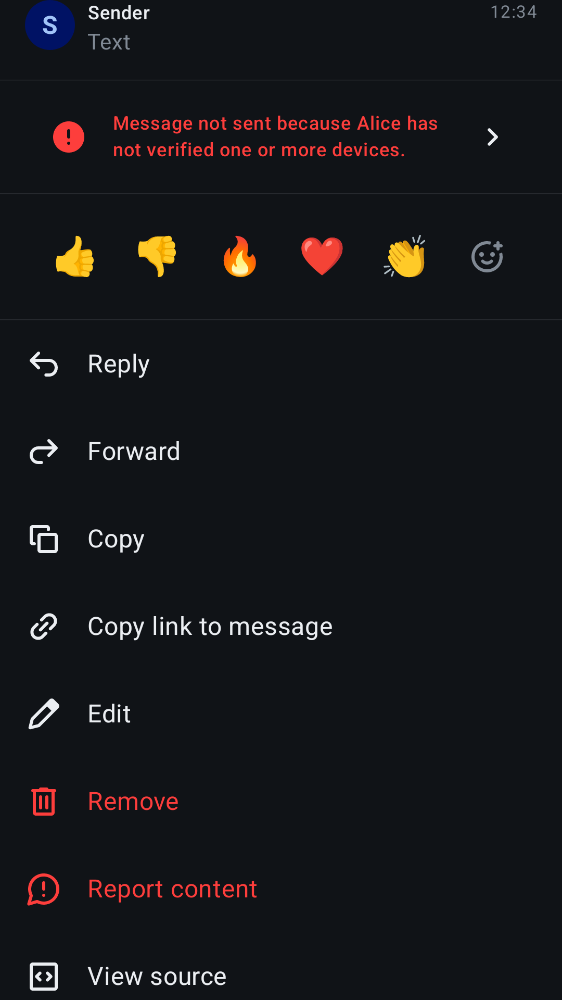 S
Sender
12:34
Text
Message not sent because Alice has
not verified one or more devices.
Reply
Forward
Copy
Copy link to message
Edit
Remove
Report content
View source